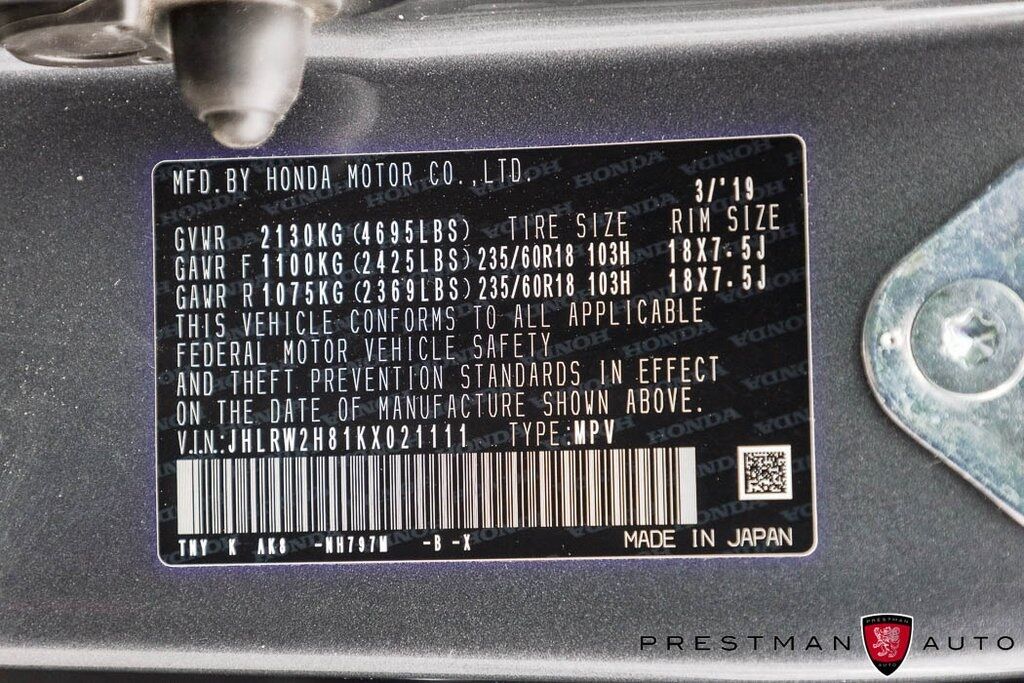 MFD.BY HONDA MOTOR CO.,LTD.
3/'19
GVWR 2130KG(4695LBS) TIRE SIZE RIM SIZE
GAWR F 1100KG(2425LBS) 235/60R18 103H 18X7.5J
GAWR R 1075KG(2369LBS) 235/60R18 103H 18X7.5J
THIS VEHICLE CONFORMS TO ALL APPLICABLE
FEDERAL MOTOR VEHICLE SAFETY
AND THEFT PREVENTION STANDARDS IN EFFECT
ON THE DATE OF MANUFACTURE SHOWN ABOVE.
V.I.N:JHLRW2H81KX021111 TYPE:MPV
TNY K AK8 -NH797M -B -X MADE IN JAPAN
PRESTMAN AUTO
PRESTMAN
AUTO